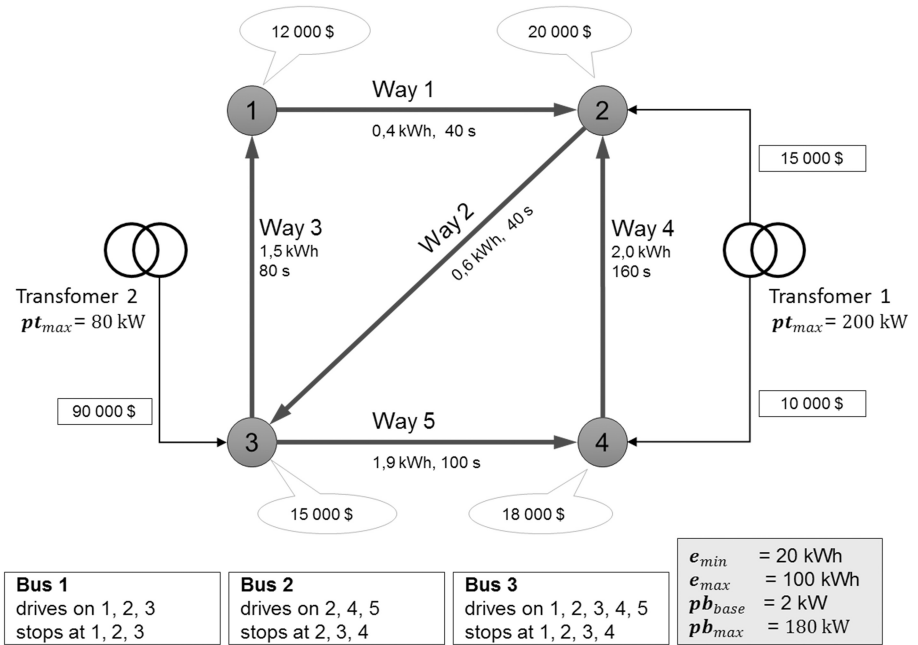 12 000 $
20 000 $
1
Way 1
0,4 kWh, 40 s
2
15 000 $
Way 3
1,5 kWh
80 s
Way 2
0,6 kWh, 40 s
Way 4
2,0 kWh
160 s
Transfomer 2
pt_max = 80 kW
Transfomer 1
pt_max = 200 kW
90 000 $
10 000 $
3
Way 5
1,9 kWh, 100 s
4
15 000 $
18 000 $
Bus 1
drives on 1, 2, 3
stops at 1, 2, 3
Bus 2
drives on 2, 4, 5
stops at 2, 3, 4
Bus 3
drives on 1, 2, 3, 4, 5
stops at 1, 2, 3, 4
e_min = 20 kWh
e_max = 100 kWh
pb_base = 2 kW
pb_max = 180 kW